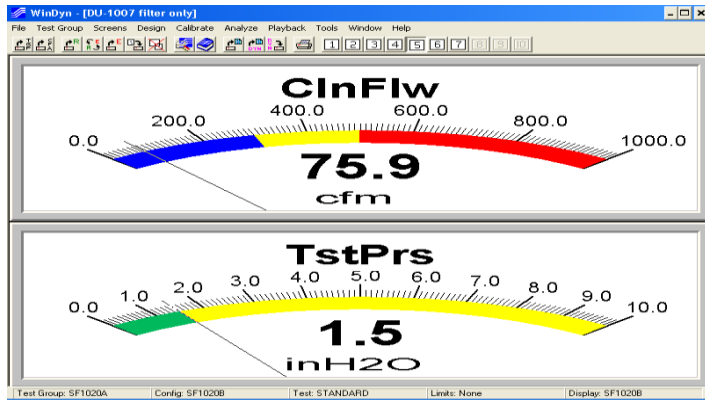 WinDyn - [DU-1007 filter only]
File Test Group Screens Design Calibrate Analyze Playback Tools Window Help
1 2 3 4 5 6 7 8 9 10
ClnFlw
0.0 200.0 400.0 600.0 800.0 1000.0
75.9
cfm
TstPrs
0.0 1.0 2.0 3.0 4.0 5.0 6.0 7.0 8.0 9.0 10.0
1.5
inH2O
Test Group: SF1020A Config: SF1020B Test: STANDARD Limits: None Display: SF1020B